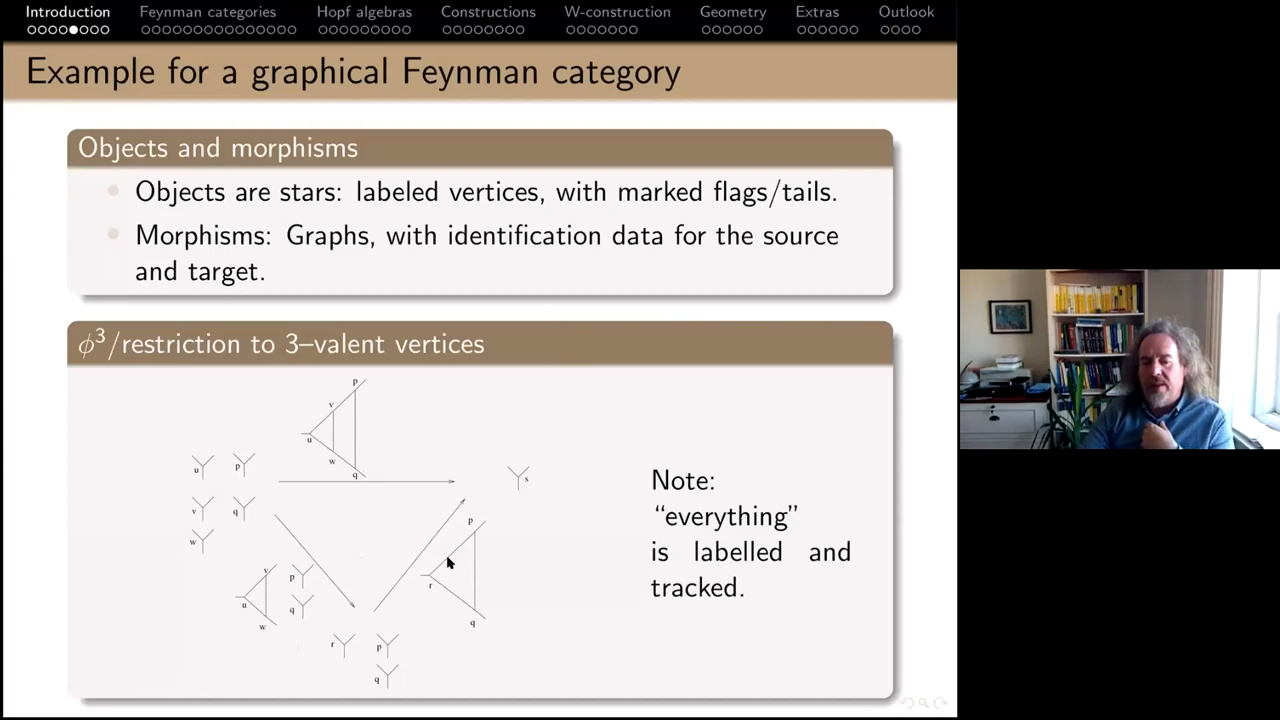 Introduction Feynman categories Hopf algebras Constructions W-construction Geometry Extras Outlook
Example for a graphical Feynman category
Objects and morphisms
Objects are stars: labeled vertices, with marked flags/tails.
Morphisms: Graphs, with identification data for the source
and target.
ϕ³/restriction to 3–valent vertices
p
v
u
w
q
u p
v q
w
s
p
r
q
v
u
w
p
q
r p
q
Note:
“everything”
is labelled and
tracked.